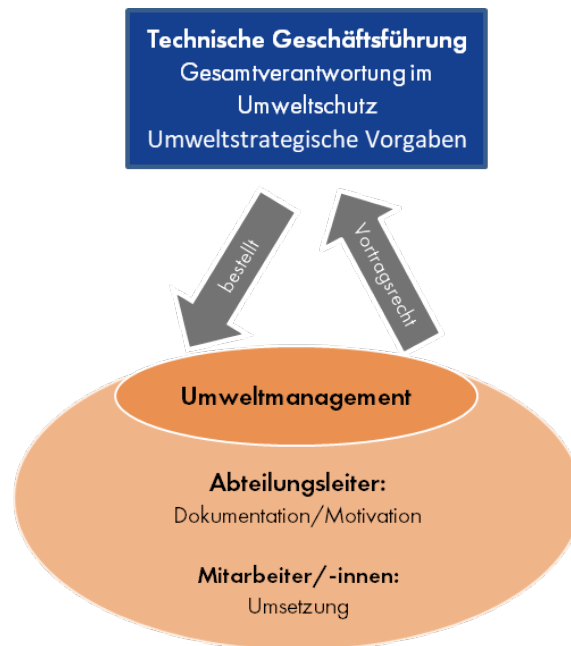 Technische Geschäftsführung
Gesamtverantwortung im
Umweltschutz
Umweltstrategische Vorgaben
bestellt
Vortragsrecht
Umweltmanagement
Abteilungsleiter:
Dokumentation/Motivation
Mitarbeiter/-innen:
Umsetzung